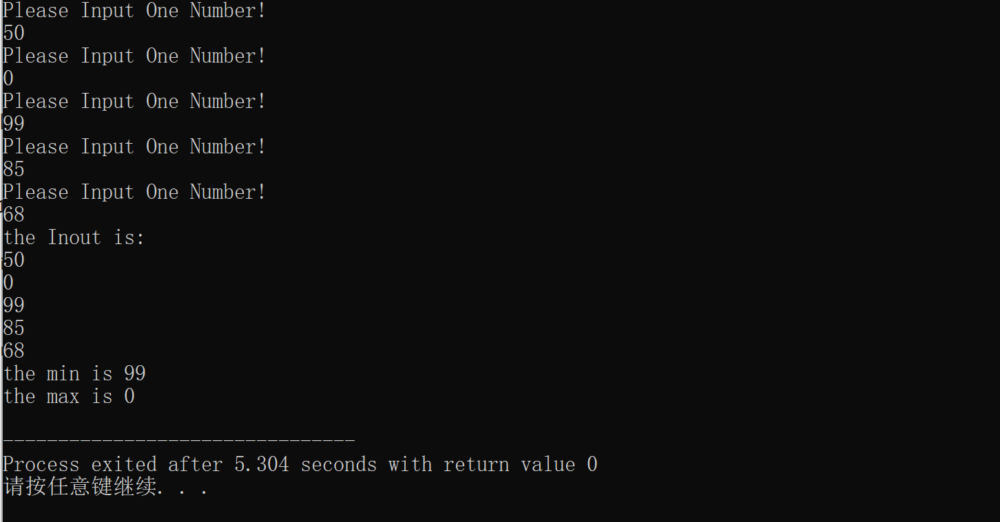 Please Input One Number!
50
Please Input One Number!
0
Please Input One Number!
99
Please Input One Number!
85
Please Input One Number!
68
the Inout is:
50
0
99
85
68
the min is 99
the max is 0
--------------------------------
Process exited after 5.304 seconds with return value 0
请按任意键继续. . .